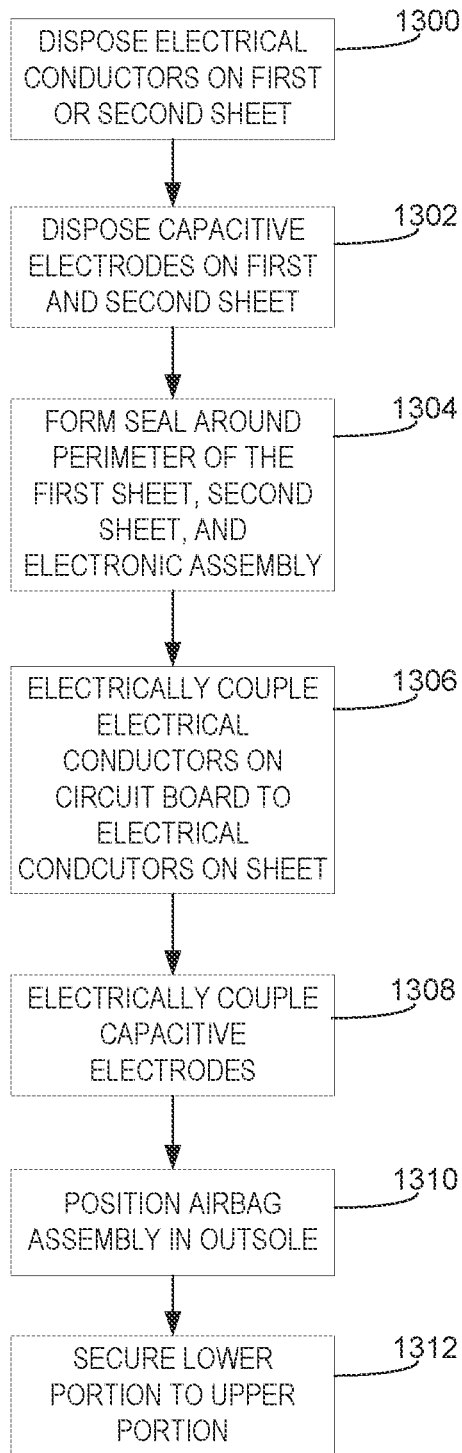 1300
DISPOSE ELECTRICAL
CONDUCTORS ON FIRST
OR SECOND SHEET
1302
DISPOSE CAPACITIVE
ELECTRODES ON FIRST
AND SECOND SHEET
1304
FORM SEAL AROUND
PERIMETER OF THE
FIRST SHEET, SECOND
SHEET, AND
ELECTRONIC ASSEMBLY
1306
ELECTRICALLY COUPLE
ELECTRICAL
CONDUCTORS ON
CIRCUIT BOARD TO
ELECTRICAL
CONDCUTORS ON SHEET
1308
ELECTRICALLY COUPLE
CAPACITIVE
ELECTRODES
1310
POSITION AIRBAG
ASSEMBLY IN OUTSOLE
1312
SECURE LOWER
PORTION TO UPPER
PORTION